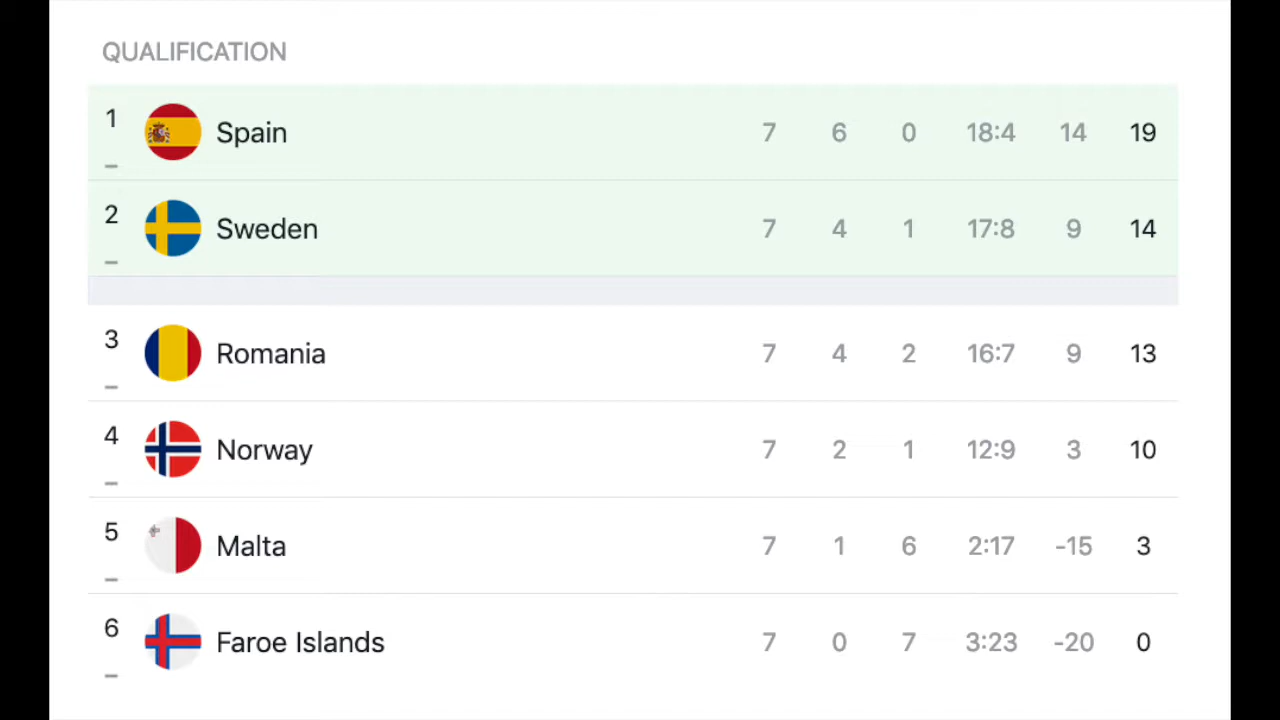 QUALIFICATION
1 Spain 7 6 0 18:4 14 19
–
2 Sweden 7 4 1 17:8 9 14
–
3 Romania 7 4 2 16:7 9 13
–
4 Norway 7 2 1 12:9 3 10
–
5 Malta 7 1 6 2:17 -15 3
–
6 Faroe Islands 7 0 7 3:23 -20 0
–